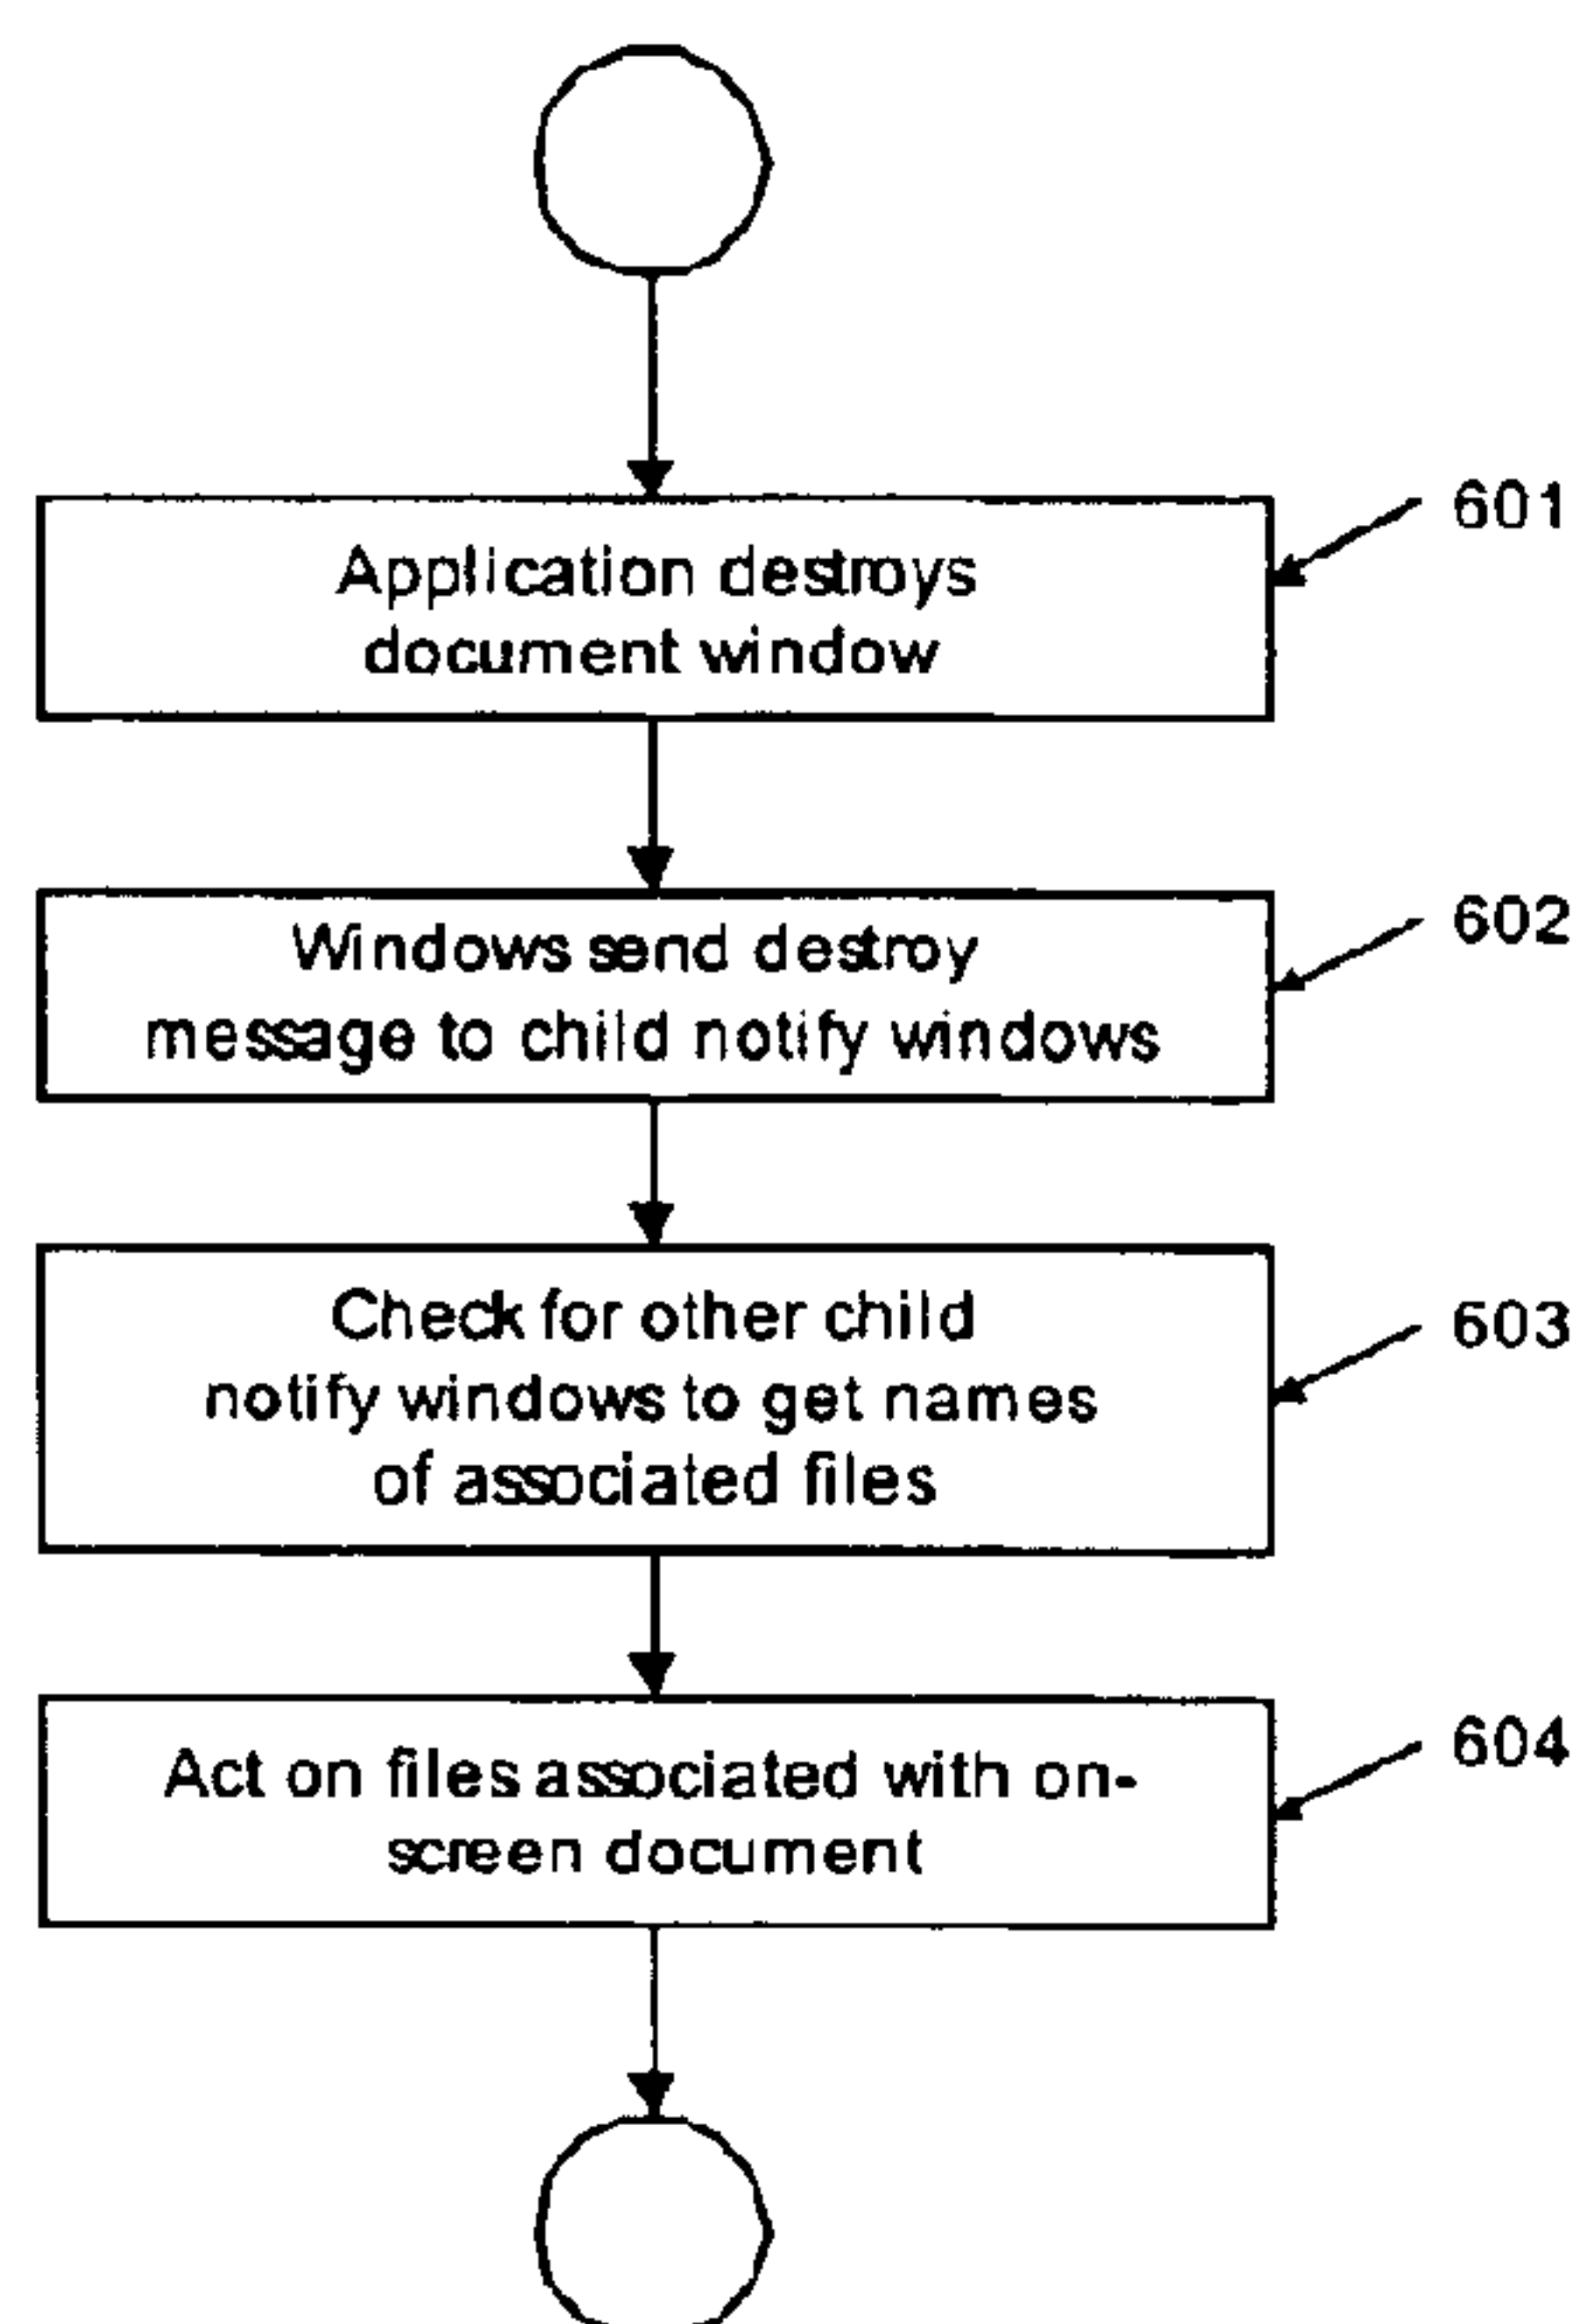 Application destroys
document window
601
Windows send destroy
message to child notify windows
602
Check for other child
notify windows to get names
of associated files
603
Act on files associated with on-
screen document
604